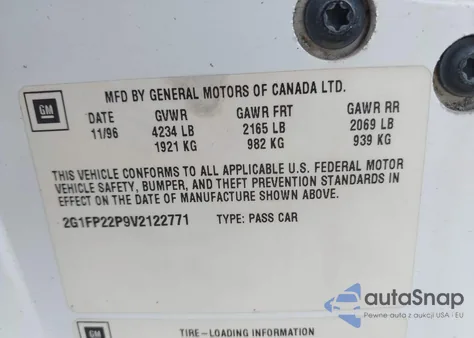 GM
MFD BY GENERAL MOTORS OF CANADA LTD.
DATE GVWR GAWR FRT GAWR RR
11/96 4234 LB 2165 LB 2069 LB
1921 KG 982 KG 939 KG
THIS VEHICLE CONFORMS TO ALL APPLICABLE U.S. FEDERAL MOTOR
VEHICLE SAFETY, BUMPER, AND THEFT PREVENTION STANDARDS IN
EFFECT ON THE DATE OF MANUFACTURE SHOWN ABOVE.
2G1FP22P9V2122771 TYPE: PASS CAR
autoSnap
Pewne auta z aukcji USA i EU
GM
TIRE-LOADING INFORMATION